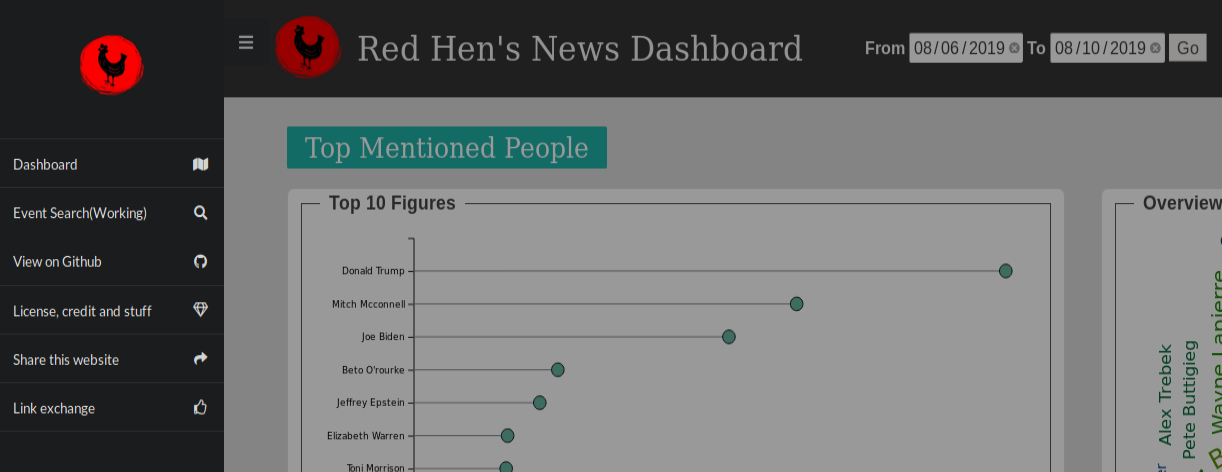 Dashboard
Event Search(Working)
View on Github
License, credit and stuff
Share this website
Link exchange
Red Hen's News Dashboard
From 08/06/2019 To 08/10/2019 Go
Top Mentioned People
Top 10 Figures
Donald Trump
Mitch Mcconnell
Joe Biden
Beto O'rourke
Jeffrey Epstein
Elizabeth Warren
Toni Morrison
Overview
Alex Trebek
Pete Buttigieg
Wayne Lapierre